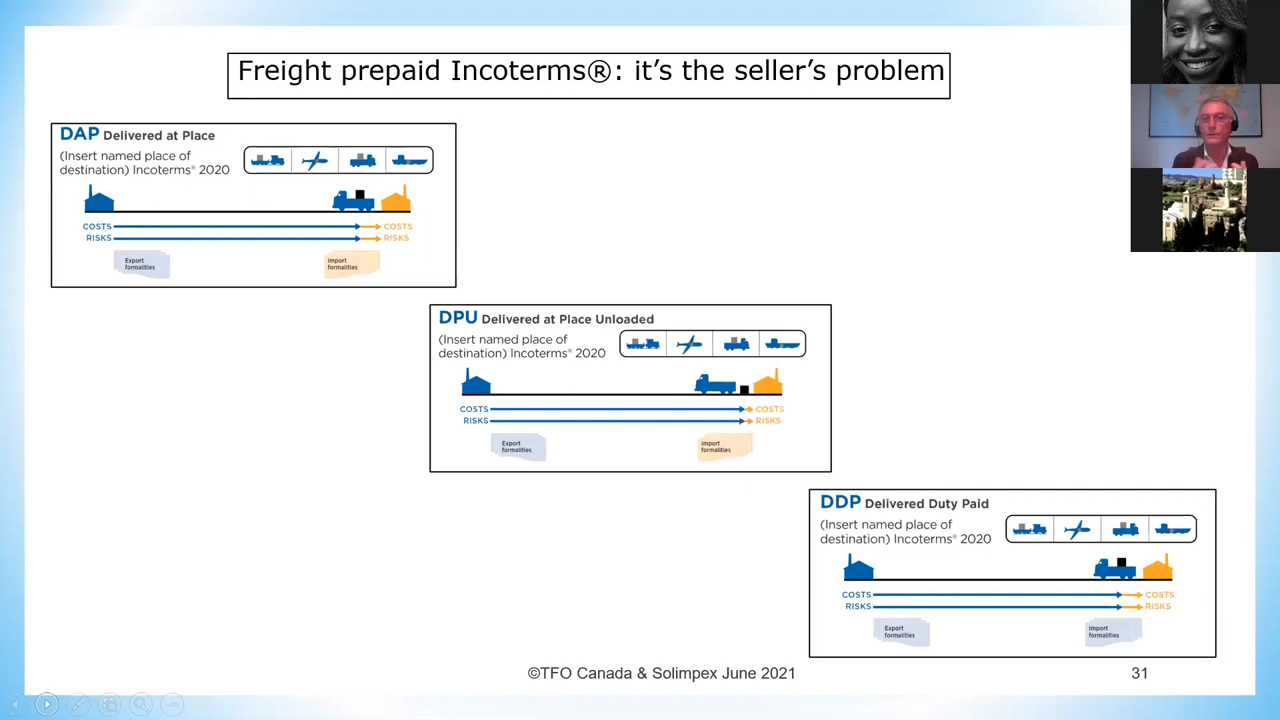 Freight prepaid Incoterms®: it’s the seller’s problem
DAP Delivered at Place
(Insert named place of
destination) Incoterms® 2020
COSTS COSTS
RISKS RISKS
Export
formalities
Import
formalities
DPU Delivered at Place Unloaded
(Insert named place of
destination) Incoterms® 2020
COSTS COSTS
RISKS RISKS
Export
formalities
Import
formalities
DDP Delivered Duty Paid
(Insert named place of
destination) Incoterms® 2020
COSTS COSTS
RISKS RISKS
Export
formalities
Import
formalities
©TFO Canada & Solimpex June 2021
31